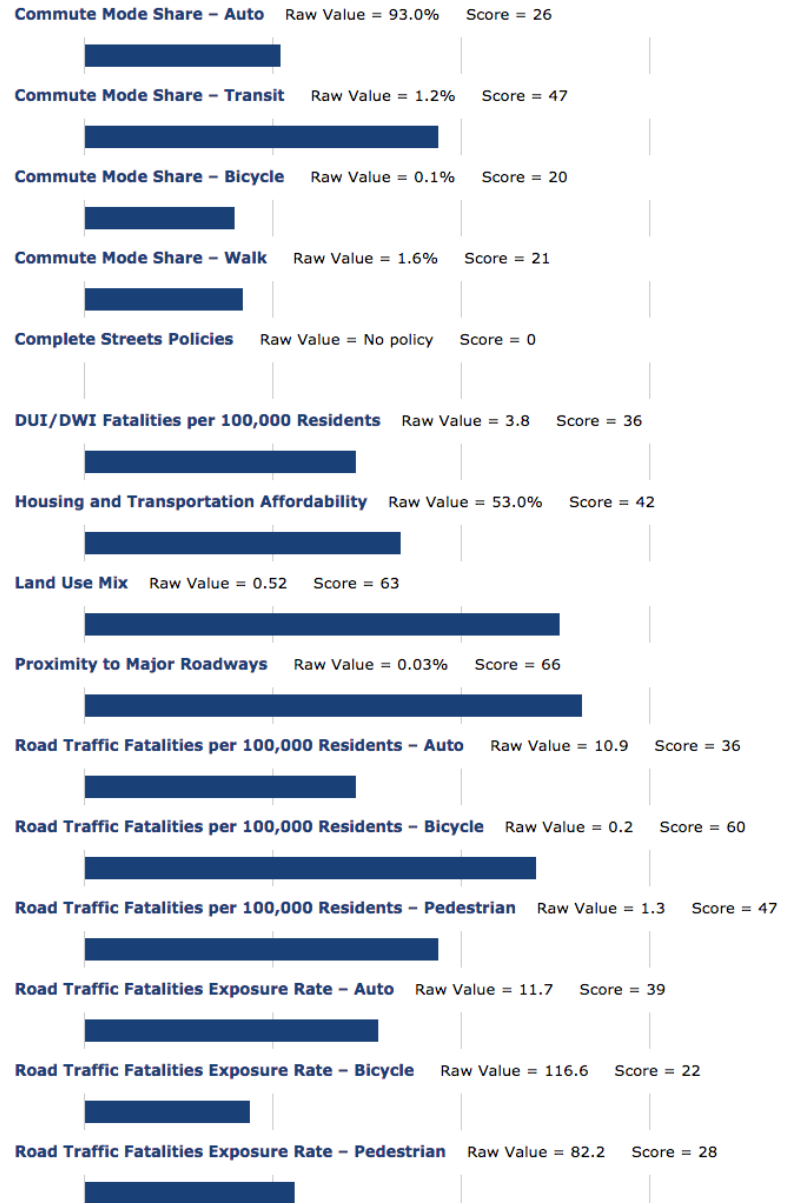 Commute Mode Share – Auto Raw Value = 93.0% Score = 26
Commute Mode Share – Transit Raw Value = 1.2% Score = 47
Commute Mode Share – Bicycle Raw Value = 0.1% Score = 20
Commute Mode Share – Walk Raw Value = 1.6% Score = 21
Complete Streets Policies Raw Value = No policy Score = 0
DUI/DWI Fatalities per 100,000 Residents Raw Value = 3.8 Score = 36
Housing and Transportation Affordability Raw Value = 53.0% Score = 42
Land Use Mix Raw Value = 0.52 Score = 63
Proximity to Major Roadways Raw Value = 0.03% Score = 66
Road Traffic Fatalities per 100,000 Residents – Auto Raw Value = 10.9 Score = 36
Road Traffic Fatalities per 100,000 Residents – Bicycle Raw Value = 0.2 Score = 60
Road Traffic Fatalities per 100,000 Residents – Pedestrian Raw Value = 1.3 Score = 47
Road Traffic Fatalities Exposure Rate – Auto Raw Value = 11.7 Score = 39
Road Traffic Fatalities Exposure Rate – Bicycle Raw Value = 116.6 Score = 22
Road Traffic Fatalities Exposure Rate – Pedestrian Raw Value = 82.2 Score = 28